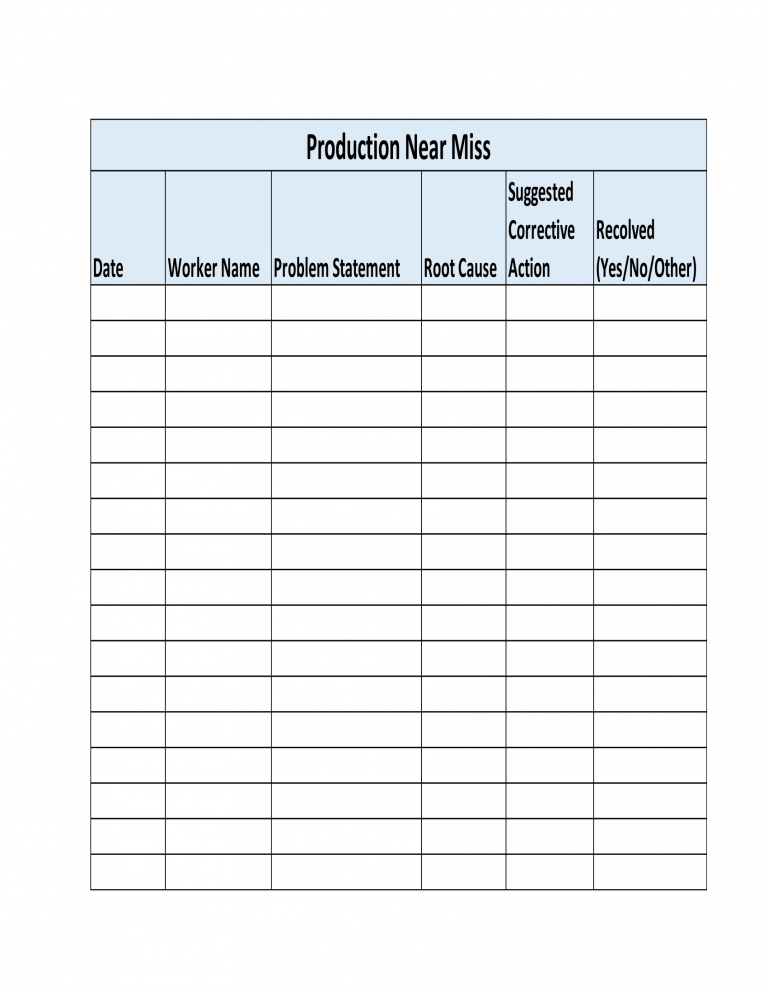 Production Near Miss
Date
Worker Name
Problem Statement
Root Cause
Suggested
Corrective
Action
Recolved
(Yes/No/Other)